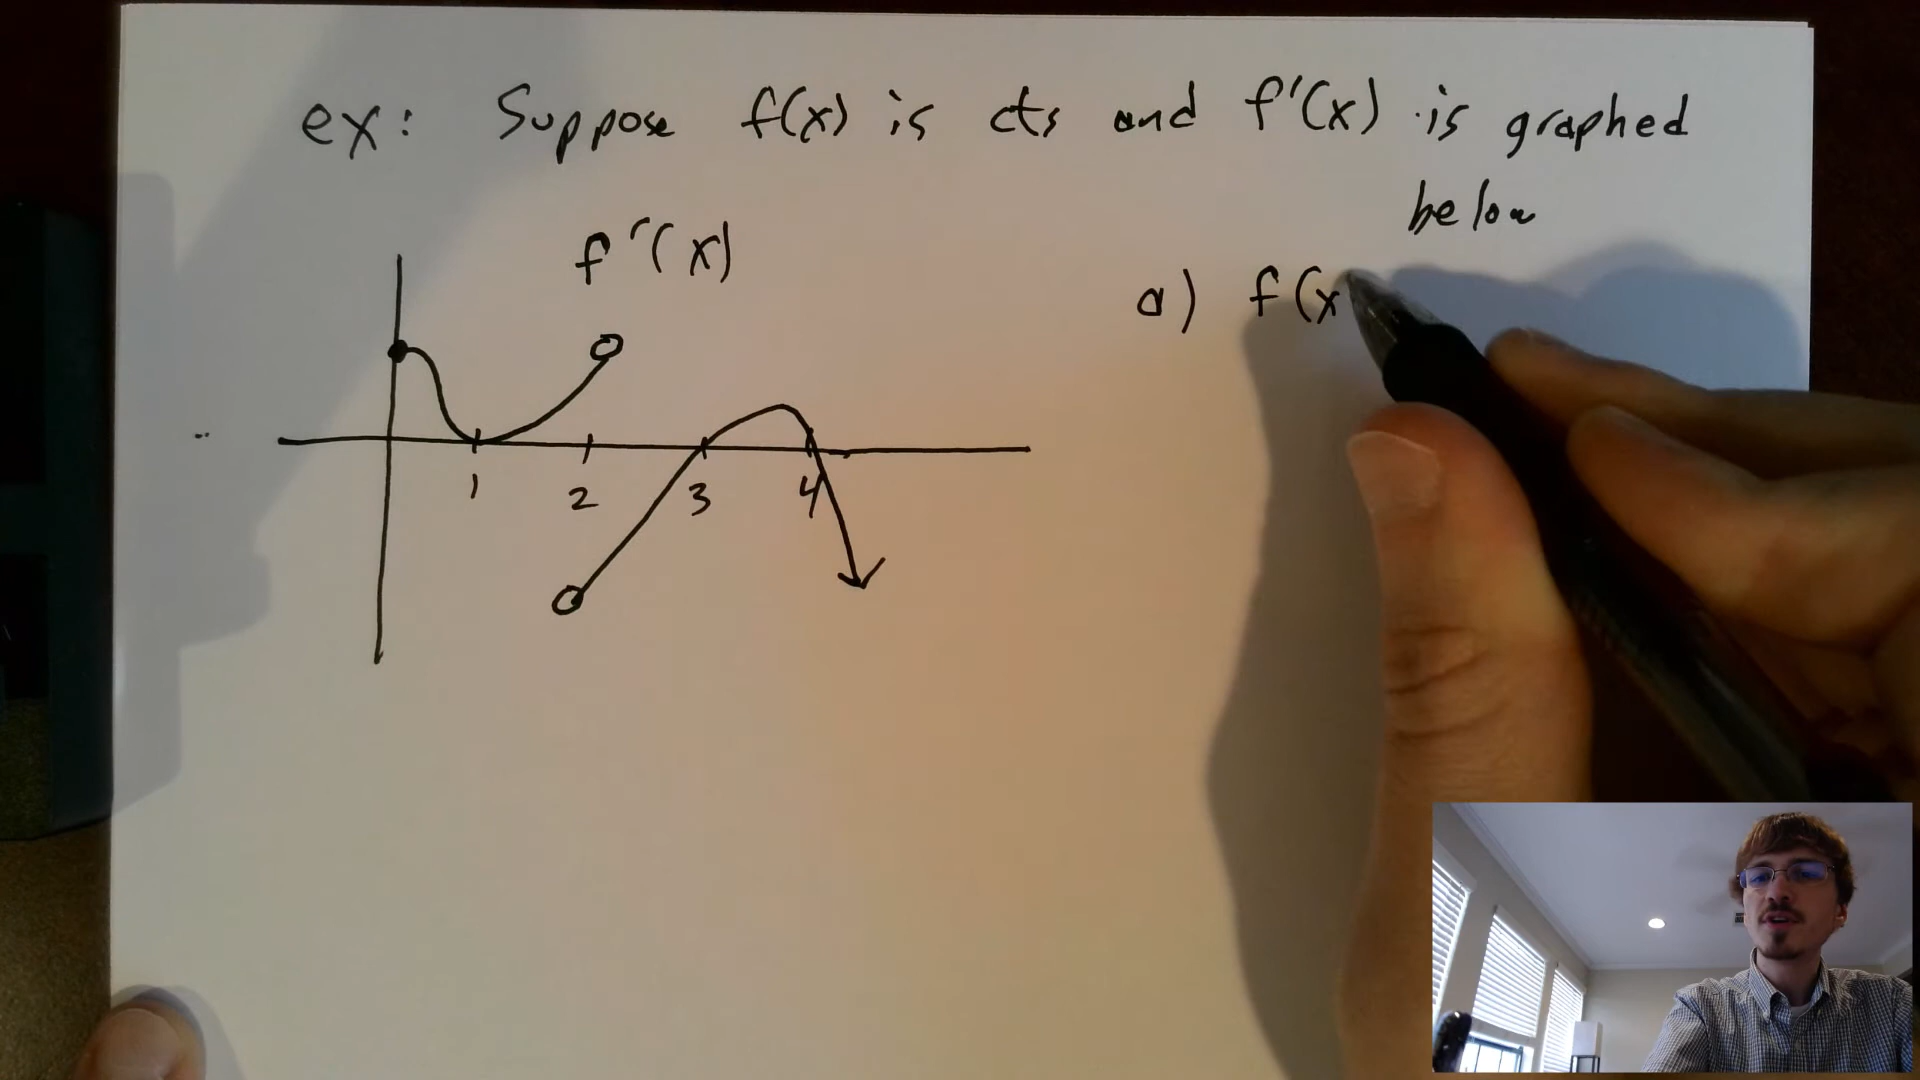 ex: Suppose f(x) is cts and f'(x) is graphed
below
f'(x)
a) f(x
1 2 3 4